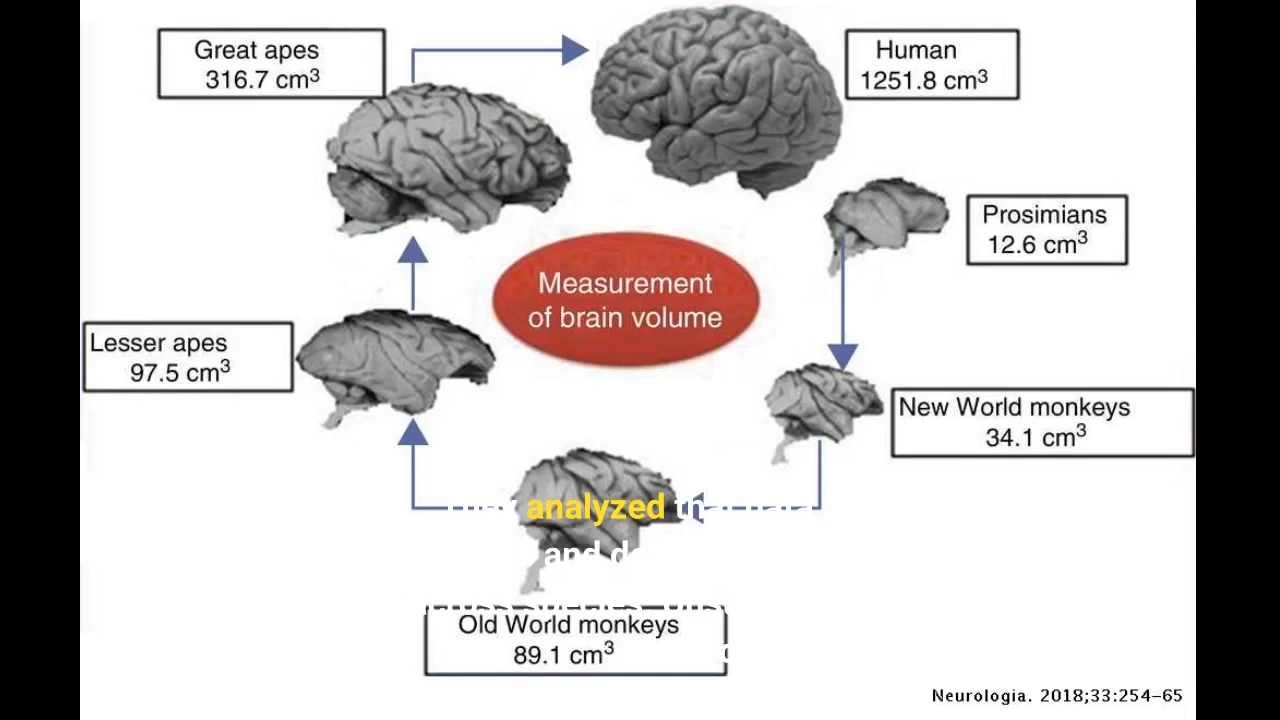 Great apes
316.7 cm³
Human
1251.8 cm³
Prosimians
12.6 cm³
Measurement
of brain volume
Lesser apes
97.5 cm³
New World monkeys
34.1 cm³
analyzed
and
Old World monkeys
89.1 cm³
Neurologia. 2018;33:254–65